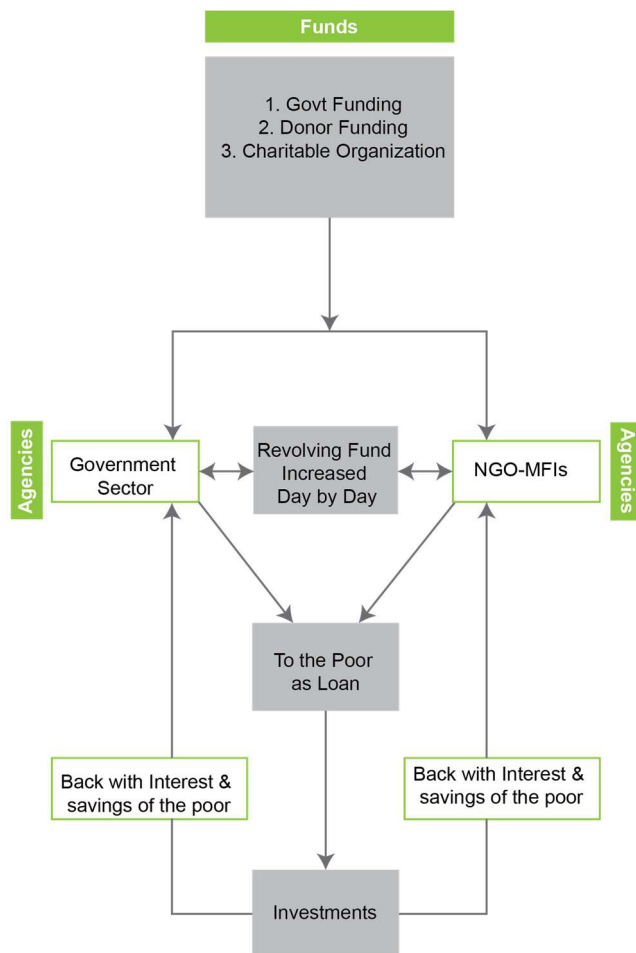 Funds
1. Govt Funding
2. Donor Funding
3. Charitable Organization
Agencies
Government
Sector
Revolving Fund
Increased
Day by Day
NGO-MFIs
Agencies
To the Poor
as Loan
Back with Interest &
savings of the poor
Back with Interest &
savings of the poor
Investments